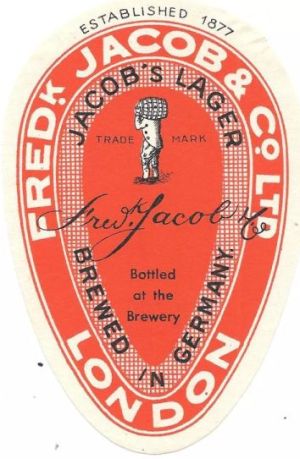 ESTABLISHED 1877
FREDK. JACOB & CO. LTD.
LONDON
JACOB'S LAGER
TRADE MARK
Fredk Jacob & Co
Bottled
at the
Brewery
BREWED IN GERMANY.